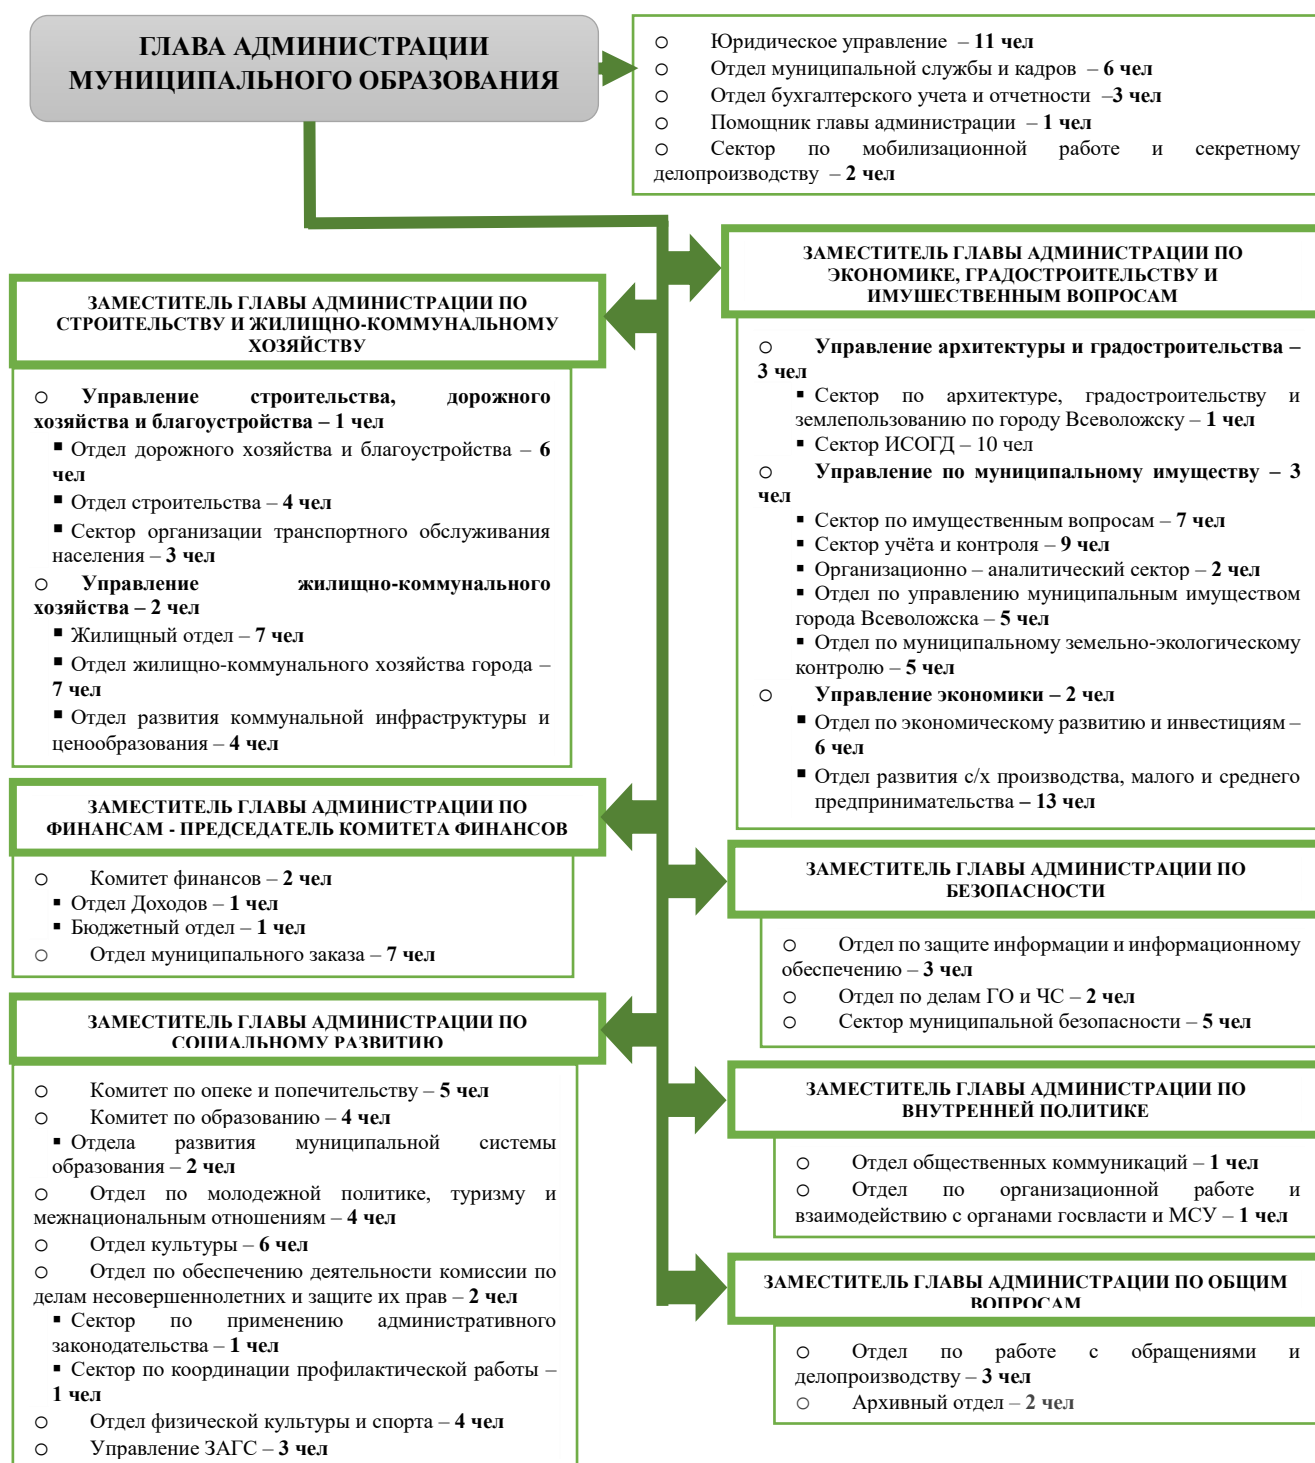 ГЛАВА АДМИНИСТРАЦИИ
МУНИЦИПАЛЬНОГО ОБРАЗОВАНИЯ
○ Юридическое управление – 11 чел
○ Отдел муниципальной службы и кадров – 6 чел
○ Отдел бухгалтерского учета и отчетности –3 чел
○ Помощник главы администрации – 1 чел
○ Сектор по мобилизационной работе и секретному
делопроизводству – 2 чел
ЗАМЕСТИТЕЛЬ ГЛАВЫ АДМИНИСТРАЦИИ ПО
СТРОИТЕЛЬСТВУ И ЖИЛИЩНО-КОММУНАЛЬНОМУ
ХОЗЯЙСТВУ
○ Управление строительства, дорожного
хозяйства и благоустройства – 1 чел
▪ Отдел дорожного хозяйства и благоустройства – 6
чел
▪ Отдел строительства – 4 чел
▪ Сектор организации транспортного обслуживания
населения – 3 чел
○ Управление жилищно-коммунального
хозяйства – 2 чел
▪ Жилищный отдел – 7 чел
▪ Отдел жилищно-коммунального хозяйства города –
7 чел
▪ Отдел развития коммунальной инфраструктуры и
ценообразования – 4 чел
ЗАМЕСТИТЕЛЬ ГЛАВЫ АДМИНИСТРАЦИИ ПО
ФИНАНСАМ - ПРЕДСЕДАТЕЛЬ КОМИТЕТА ФИНАНСОВ
○ Комитет финансов – 2 чел
▪ Отдел Доходов – 1 чел
▪ Бюджетный отдел – 1 чел
○ Отдел муниципального заказа – 7 чел
ЗАМЕСТИТЕЛЬ ГЛАВЫ АДМИНИСТРАЦИИ ПО
СОЦИАЛЬНОМУ РАЗВИТИЮ
○ Комитет по опеке и попечительству – 5 чел
○ Комитет по образованию – 4 чел
▪ Отдела развития муниципальной системы
образования – 2 чел
○ Отдел по молодежной политике, туризму и
межнациональным отношениям – 4 чел
○ Отдел культуры – 6 чел
○ Отдел по обеспечению деятельности комиссии по
делам несовершеннолетних и защите их прав – 2 чел
▪ Сектор по применению административного
законодательства – 1 чел
▪ Сектор по координации профилактической работы –
1 чел
○ Отдел физической культуры и спорта – 4 чел
○ Управление ЗАГС – 3 чел
ЗАМЕСТИТЕЛЬ ГЛАВЫ АДМИНИСТРАЦИИ ПО
ЭКОНОМИКЕ, ГРАДОСТРОИТЕЛЬСТВУ И
ИМУШЕСТВЕННЫМ ВОПРОСАМ
○ Управление архитектуры и градостроительства –
3 чел
▪ Сектор по архитектуре, градостроительству и
землепользованию по городу Всеволожску – 1 чел
▪ Сектор ИСОГД – 10 чел
○ Управление по муниципальному имуществу – 3
чел
▪ Сектор по имущественным вопросам – 7 чел
▪ Сектор учёта и контроля – 9 чел
▪ Организационно – аналитический сектор – 2 чел
▪ Отдел по управлению муниципальным имуществом
города Всеволожска – 5 чел
▪ Отдел по муниципальному земельно-экологическому
контролю – 5 чел
○ Управление экономики – 2 чел
▪ Отдел по экономическому развитию и инвестициям –
6 чел
▪ Отдел развития с/х производства, малого и среднего
предпринимательства – 13 чел
ЗАМЕСТИТЕЛЬ ГЛАВЫ АДМИНИСТРАЦИИ ПО
БЕЗОПАСНОСТИ
○ Отдел по защите информации и информационному
обеспечению – 3 чел
○ Отдел по делам ГО и ЧС – 2 чел
○ Сектор муниципальной безопасности – 5 чел
ЗАМЕСТИТЕЛЬ ГЛАВЫ АДМИНИСТРАЦИИ ПО
ВНУТРЕННЕЙ ПОЛИТИКЕ
○ Отдел общественных коммуникаций – 1 чел
○ Отдел по организационной работе и
взаимодействию с органами госвласти и МСУ – 1 чел
ЗАМЕСТИТЕЛЬ ГЛАВЫ АДМИНИСТРАЦИИ ПО ОБЩИМ
ВОПРОСАМ
○ Отдел по работе с обращениями и
делопроизводству – 3 чел
○ Архивный отдел – 2 чел